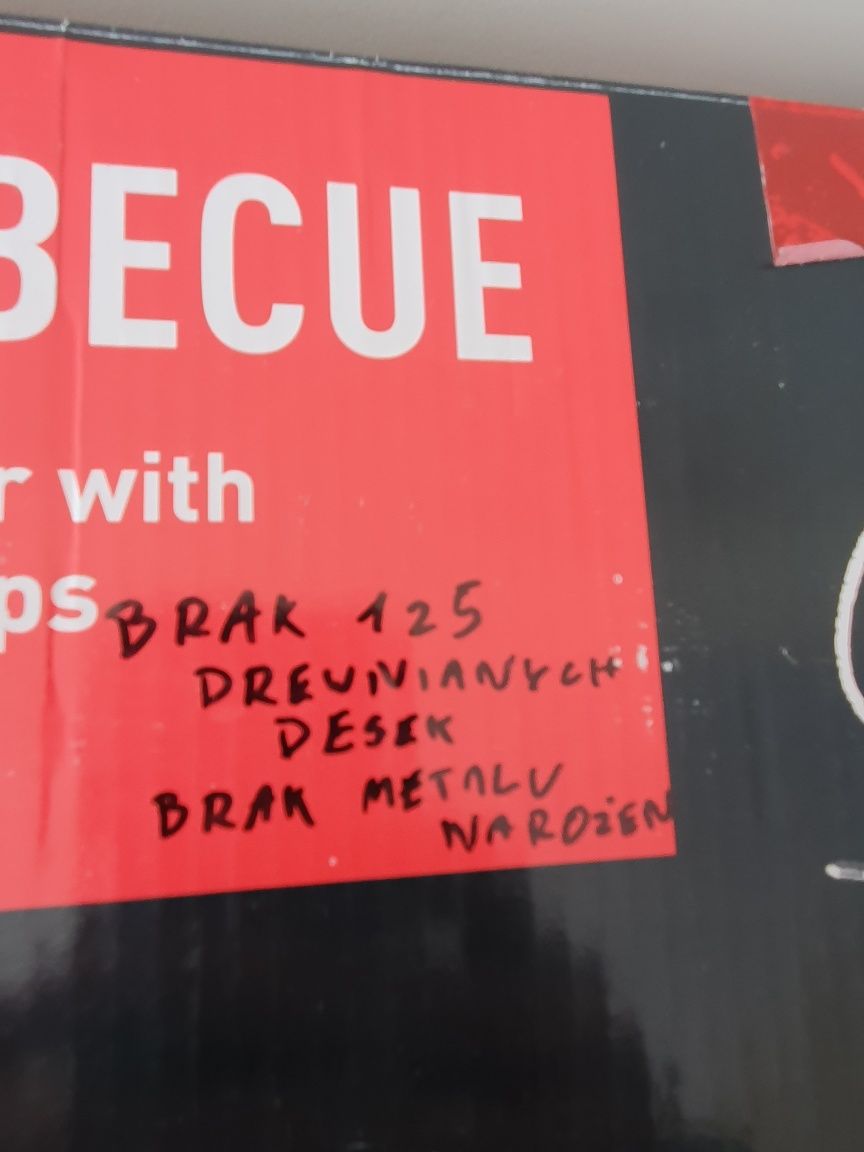 BECUE
r with
ps
BRAK 125
DREWNIANYCH
DESEK
BRAK METALU
NAROŻEN